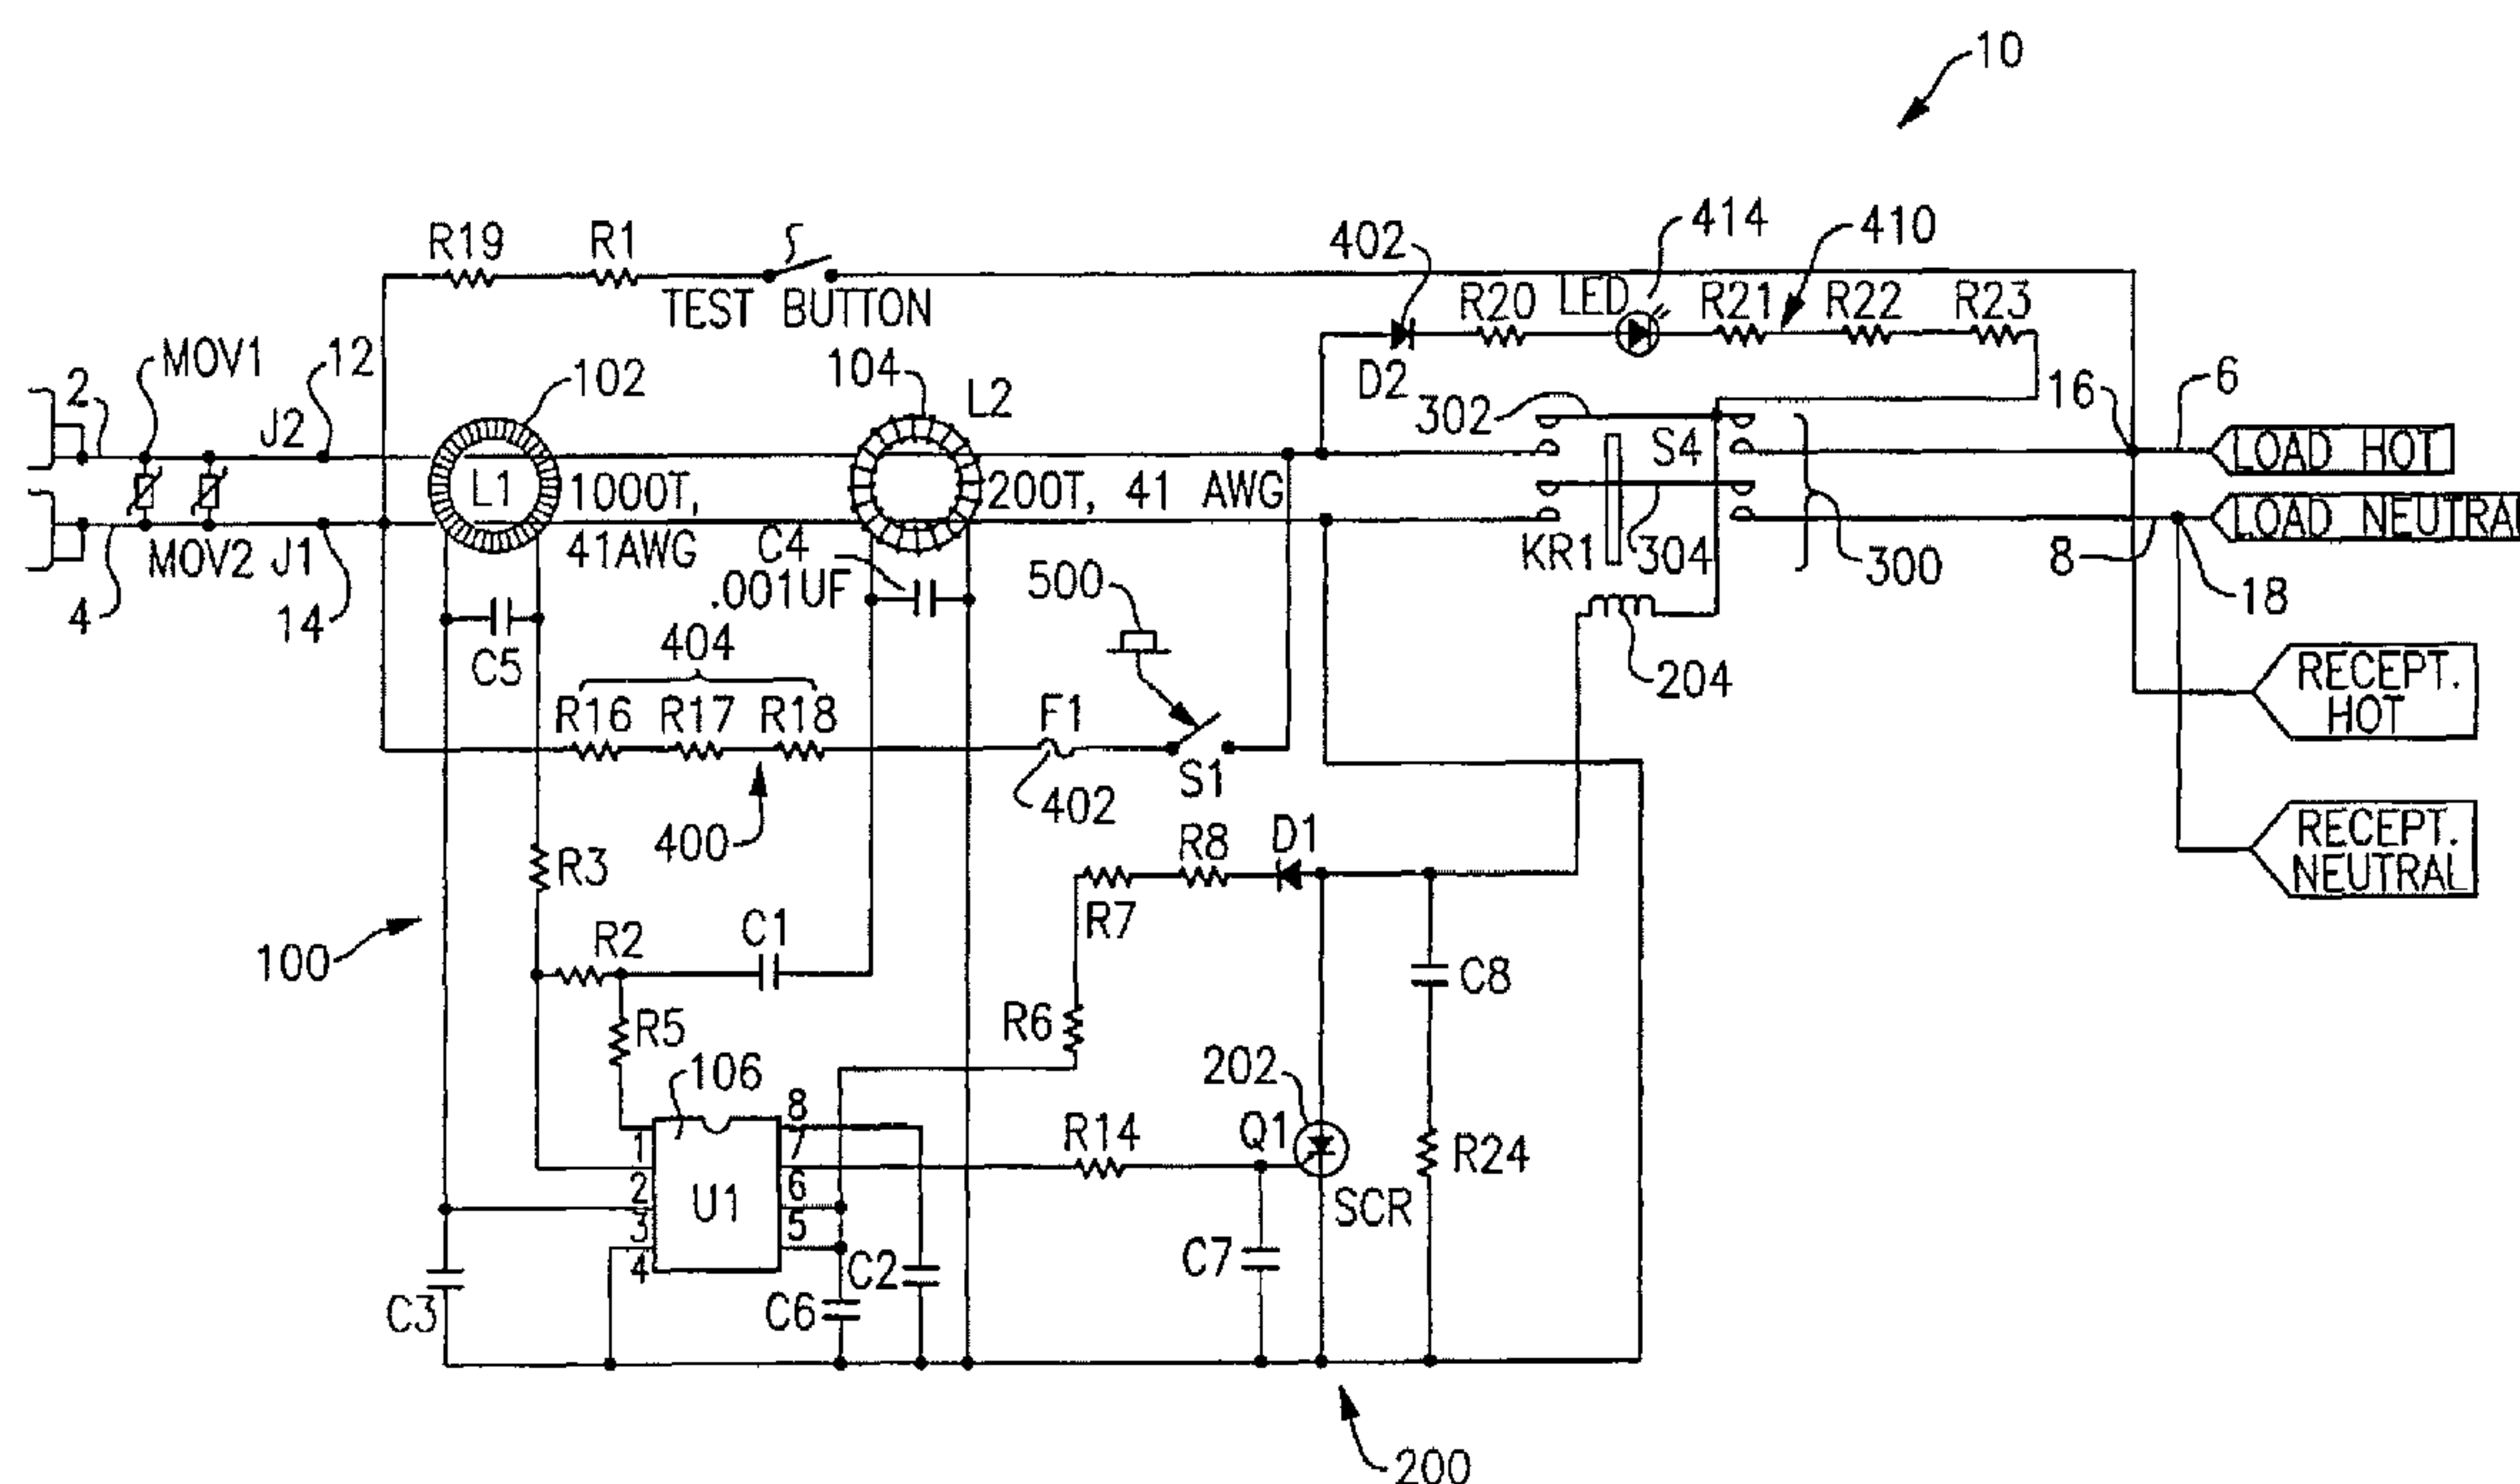 10
R19 R1
TEST BUTTON
402
414
410
R20 LED R21 R22 R23
D2
MOV1
2
12
J2
102
104
L2
302
16
6
L1
1000T,
41AWG
200T, 41 AWG
S4
LOAD HOT
LOAD NEUTRA
4
MOV2 J1
14
C4
.001UF
500
KR1
304
300
8
18
C5
404
204
RECEPT.
HOT
R16 R17 R18
F1
S1
402
400
R3
R8 D1
R7
RECEPT.
NEUTRAL
100
R2 C1
C8
R5
R6
106
202
8
1
7
R14
Q1
R24
2
6
U1
SCR
3
5
4
C2
C7
C3
C6
200